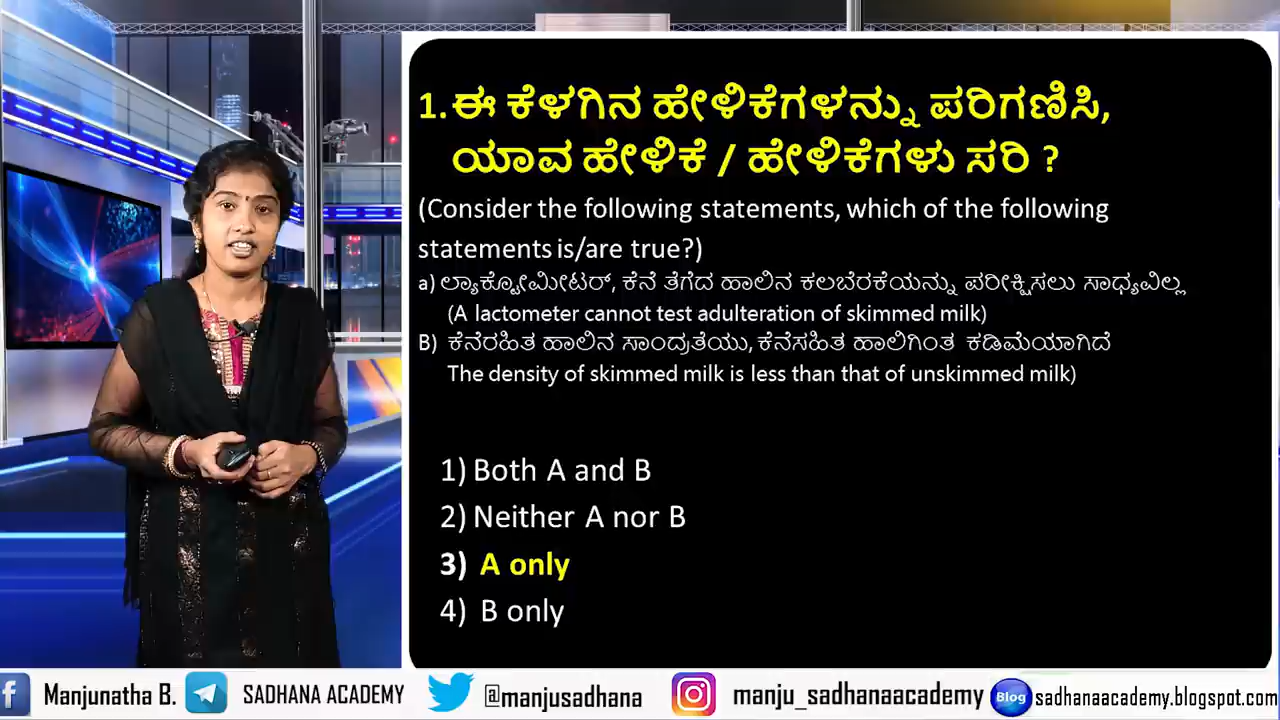 1.ಈ ಕೆಳಗಿನ ಹೇಳಿಕೆಗಳನ್ನು ಪರಿಗಣಿಸಿ,
ಯಾವ ಹೇಳಿಕೆ / ಹೇಳಿಕೆಗಳು ಸರಿ ?
(Consider the following statements, which of the following
statements is/are true?)
a) ಲ್ಯಾಕ್ಟೋಮೀಟರ್, ಕೆನೆ ತೆಗೆದ ಹಾಲಿನ ಕಲಬೆರಕೆಯನ್ನು ಪರೀಕ್ಷಿಸಲು ಸಾಧ್ಯವಿಲ್ಲ
(A lactometer cannot test adulteration of skimmed milk)
B) ಕೆನೆರಹಿತ ಹಾಲಿನ ಸಾಂದ್ರತೆಯು, ಕೆನೆಸಹಿತ ಹಾಲಿಗಿಂತ ಕಡಿಮೆಯಾಗಿದೆ
The density of skimmed milk is less than that of unskimmed milk)
1) Both A and B
2) Neither A nor B
3) A only
4) B only
f Manjunatha B. SADHANA ACADEMY @manjusadhana manju_sadhanaacademy Blog sadhanaacademy.blogspot.com